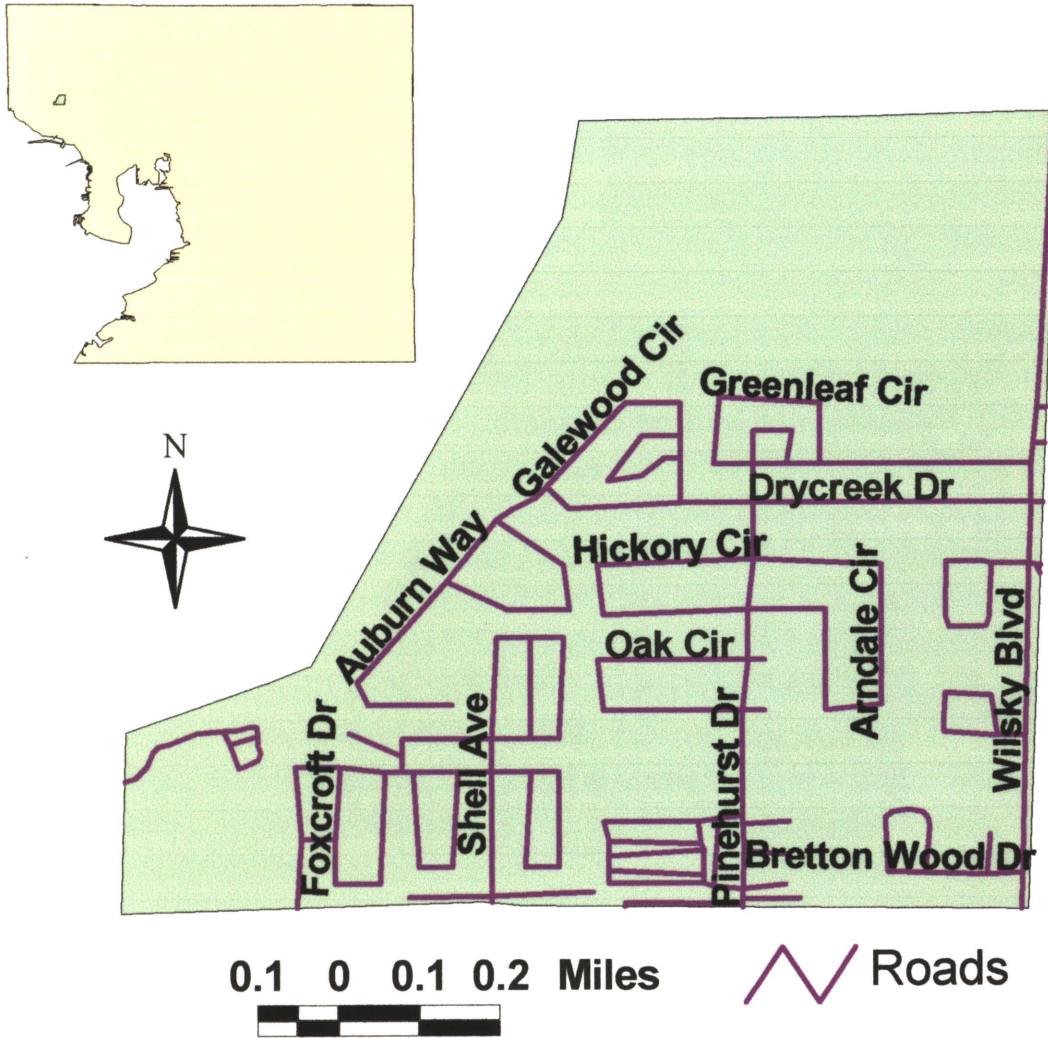 Galewood Cir
Greenleaf Cir
N
Drycreek Dr
Auburn Way
Hickory Cir
Arndale Cir
Oak Cir
Wilsky Blvd
Foxcroft Dr
Shell Ave
Pinehurst Dr
Bretton Wood Dr
0.1 0 0.1 0.2 Miles
Roads